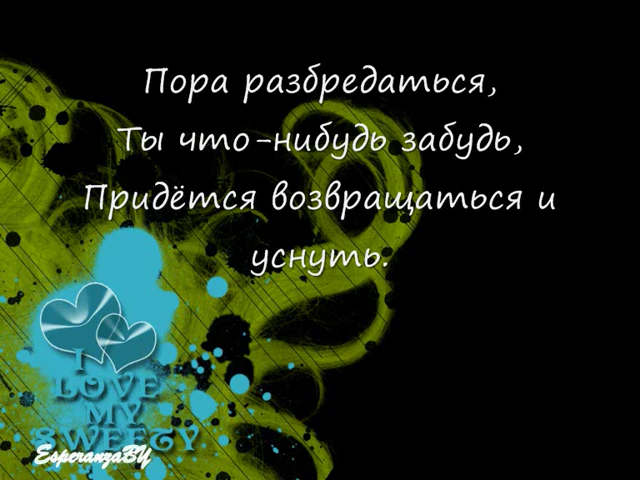 Пора разбредаться,
Ты что-нибудь забудь,
Придётся возвращаться и
уснуть.
I
LOVE
MY
SWEETY
EsperanzaBY